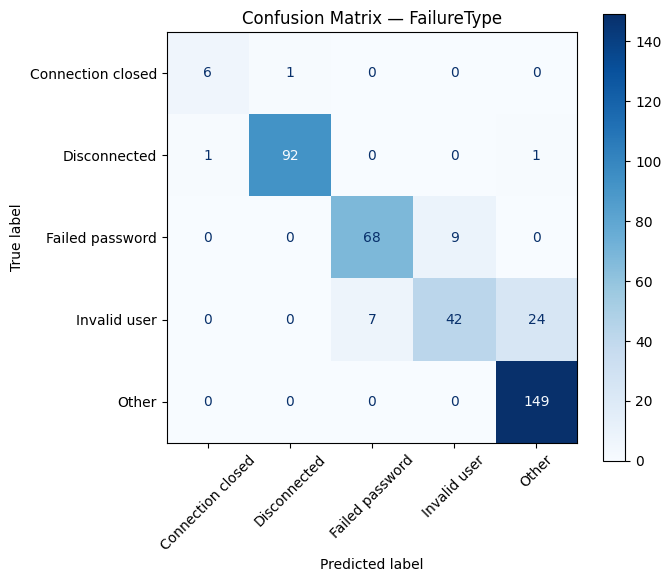 Confusion Matrix — FailureType
True label
Connection closed 6 1 0 0 0
Disconnected 1 92 0 0 1
Failed password 0 0 68 9 0
Invalid user 0 0 7 42 24
Other 0 0 0 0 149
Connection closed
Disconnected
Failed password
Invalid user
Other
Predicted label
140
120
100
80
60
40
20
0